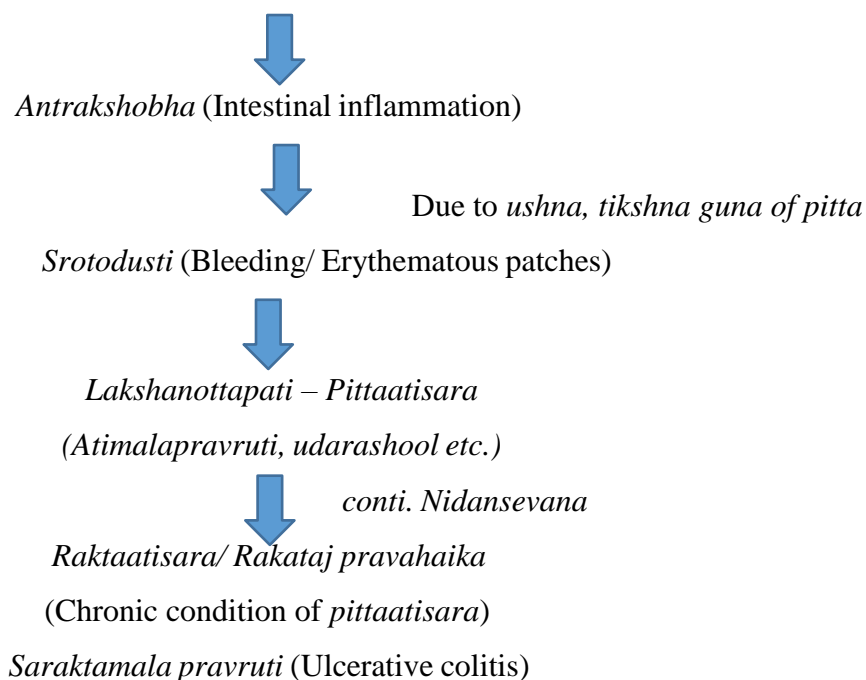 Antrakshobha (Intestinal inflammation)
Due to ushna, tikshna guna of pitta
Srotodusti (Bleeding/ Erythematous patches)
Lakshanottapati – Pittaatisara
(Atimalapravruti, udarashool etc.)
conti. Nidansevana
Raktaatisara/ Rakataj pravahaika
(Chronic condition of pittaatisara)
Saraktamala pravruti (Ulcerative colitis)